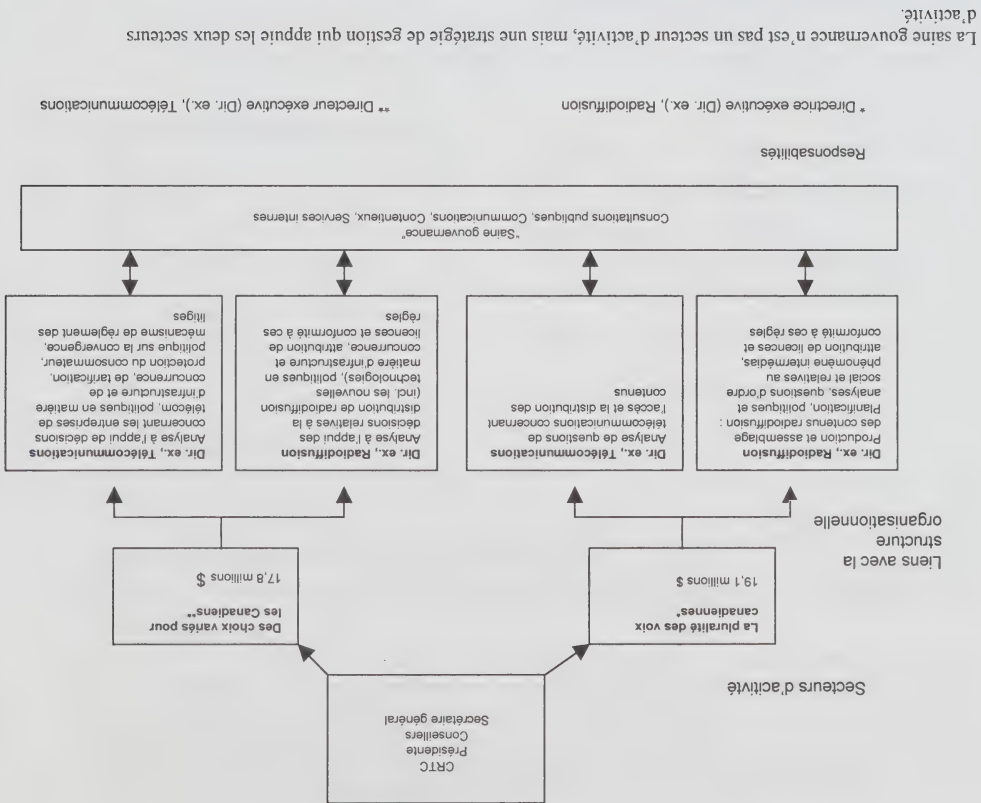 CRTC
Présidente
Conseillers
Secrétaire général
Secteurs d'acitivité
La pluralité des voix
canadiennes*
19,1 millions $
Des choix variés pour
les Canadiens**
17,8 millions $
Liens avec la
structure
organisationnelle
Dir. ex., Radiodiffusion
Production et assemblage
des contenus radiodiffusion :
Planification, politiques et
analyses, questions d'ordre
social et relatives au
phénomène intermédias,
attribution de licences et
conformité à ces règles
Dir. ex., Télécommunications
Analyse de questions de
télécommunications concernant
l'accès et la distribution des
contenus
Dir. ex., Radiodiffusion
Analyse à l'appui des
décisions relatives à la
distribution de radiodiffusion
(incl. les nouvelles
technologies), politiques en
matière d'infrastructure et
concurrence, attribution de
licences et conformité à ces
règles
Dir. ex., Télécommunications
Analyse à l'appui de décisions
concernant les entreprises de
télécom, politiques en matière
d'infrastructure et de
concurrence, de tarification.
protection du consommateur,
politiques sur la convergence,
mécanisme de règlement des
litiges
"Saine gouvernance"
Consultations publiques, Communications, Contentieux, Services internes
Responsabilités
* Directrice exécutive (Dir. ex.), Radiodiffusion
** Directeur exécutive (Dir. ex.), Télécommunications
La saine gouvernance n'est pas un secteur d'activité, mais une stratégie de gestion qui appuie les deux secteurs
d'activité.